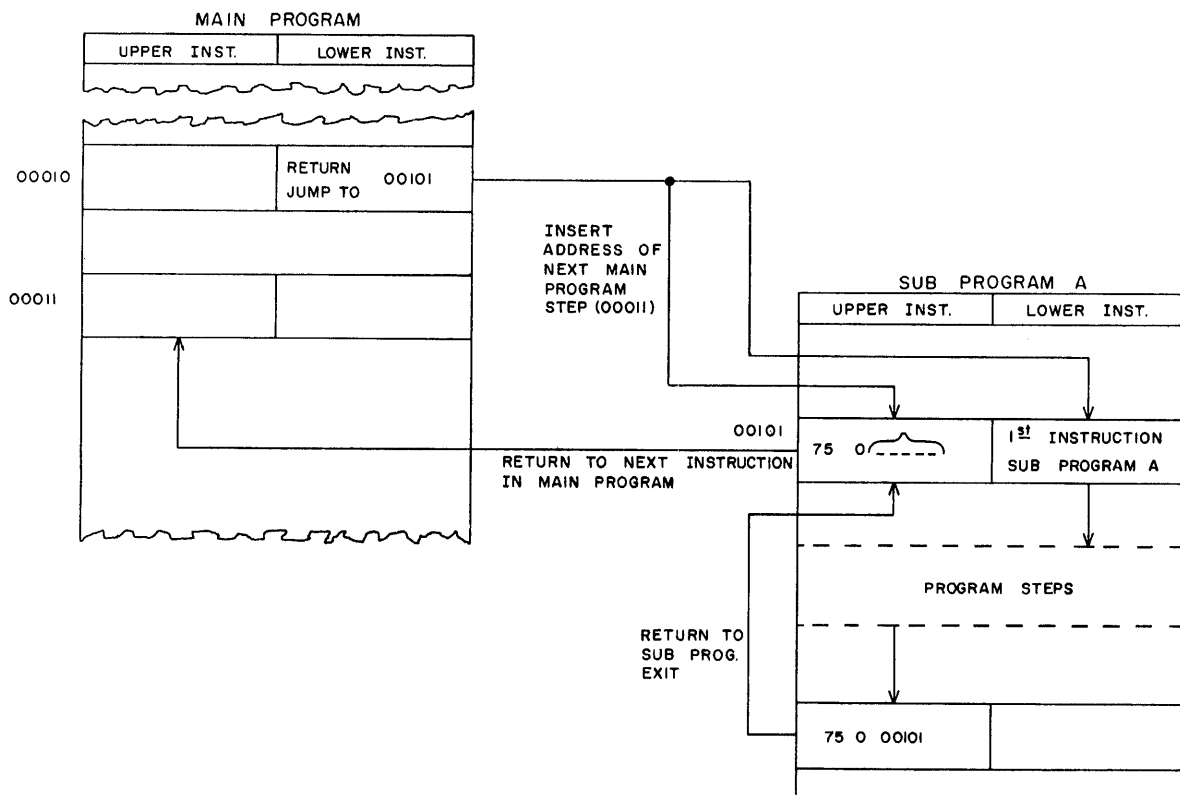 MAIN PROGRAM
UPPER INST. LOWER INST.
00010
RETURN
JUMP TO 00101
INSERT
ADDRESS OF
NEXT MAIN
PROGRAM
STEP (00011)
00011
SUB PROGRAM A
UPPER INST. LOWER INST.
00101
75 0 -----
1st INSTRUCTION
SUB PROGRAM A
RETURN TO NEXT INSTRUCTION
IN MAIN PROGRAM
PROGRAM STEPS
RETURN TO
SUB PROG.
EXIT
75 0 00101